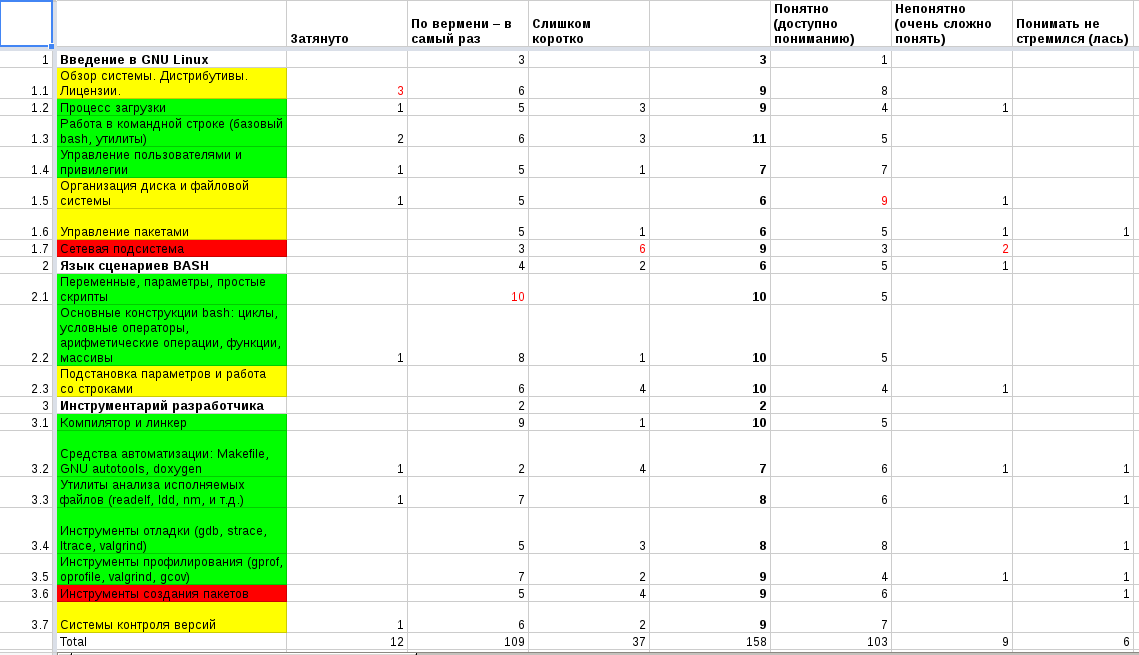 Затянуто	По вермени – в самый раз	Слишком коротко	Понятно (доступно пониманию)	Непонятно (очень сложно понять)	Понимать не стремился (лась)
1	Введение в GNU Linux	3	3	1
1.1	Обзор системы. Дистрибутивы. Лицензии.	3	6	9	8
1.2	Процесс загрузки	1	5	3	9	4	1
1.3	Работа в командной строке (базовый bash, утилиты)	2	6	3	11	5
1.4	Управление пользователями и привилегии	1	5	1	7	7
1.5	Организация диска и файловой системы	1	5	6	9	1
1.6	Управление пакетами	5	1	6	5	1	1
1.7	Сетевая подсистема	3	6	9	3	2
2	Язык сценариев BASH	4	2	6	5	1
2.1	Переменные, параметры, простые скрипты	10	10	5
2.2	Основные конструкции bash: циклы, условные операторы, арифметические операции, функции, массивы	1	8	1	10	5
2.3	Подстановка параметров и работа со строками	6	4	10	4	1
3	Инструментарий разработчика	2	2
3.1	Компилятор и линкер	9	1	10	5
3.2	Средства автоматизации: Makefile, GNU autotools, doxygen	1	2	4	7	6	1	1
3.3	Утилиты анализа исполняемых файлов (readelf, ldd, nm, и т.д.)	1	7	8	6	1
3.4	Инструменты отладки (gdb, strace, ltrace, valgrind)	5	3	8	8	1
3.5	Инструменты профилирования (gprof, oprofile, valgrind, gcov)	7	2	9	4	1	1
3.6	Инструменты создания пакетов	5	4	9	6	1
3.7	Системы контроля версий	1	6	2	9	7
Total	12	109	37	158	103	9	6